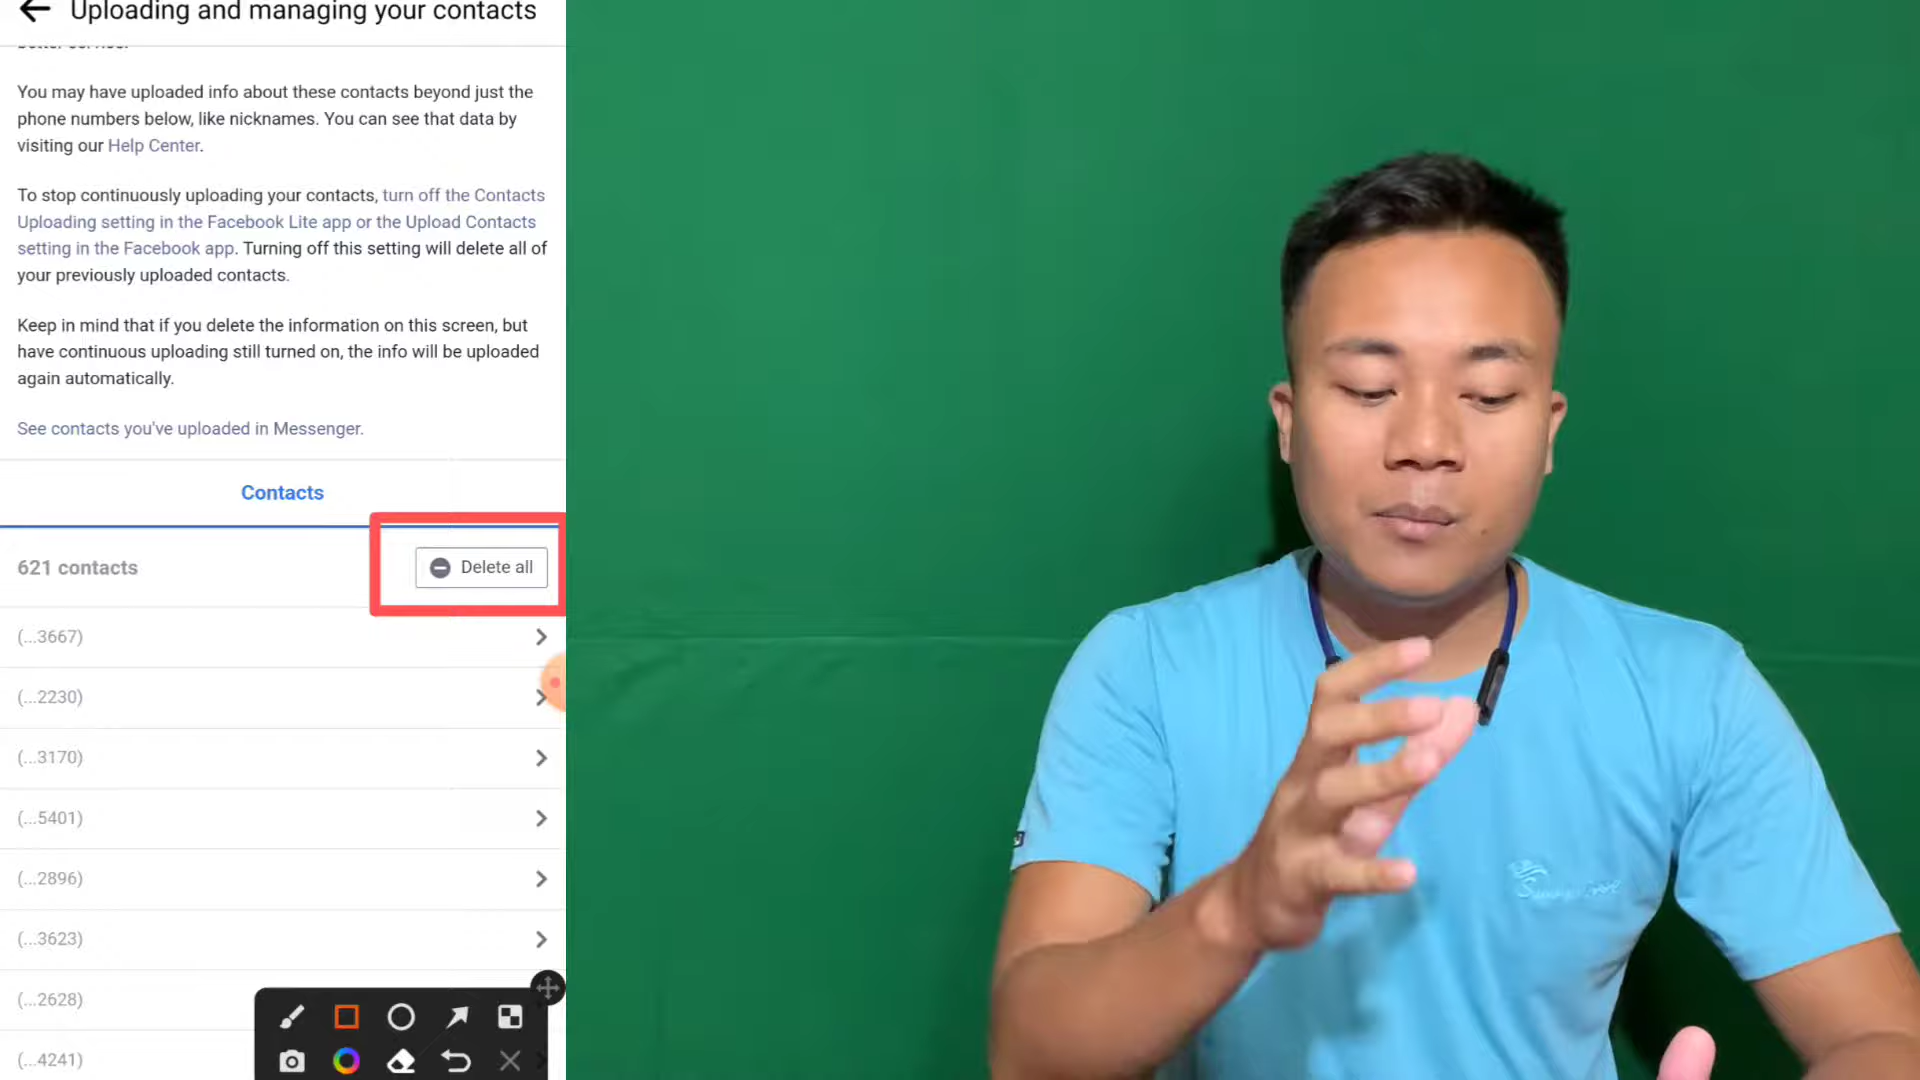 Uploading and managing your contacts
You may have uploaded info about these contacts beyond just the
phone numbers below, like nicknames. You can see that data by
visiting our Help Center.
To stop continuously uploading your contacts, turn off the Contacts
Uploading setting in the Facebook Lite app or the Upload Contacts
setting in the Facebook app. Turning off this setting will delete all of
your previously uploaded contacts.
Keep in mind that if you delete the information on this screen, but
have continuous uploading still turned on, the info will be uploaded
again automatically.
See contacts you've uploaded in Messenger.
Contacts
621 contacts
Delete all
(...3667)
(...2230)
(...3170)
(...5401)
(...2896)
(...3623)
(...2628)
(...4241)